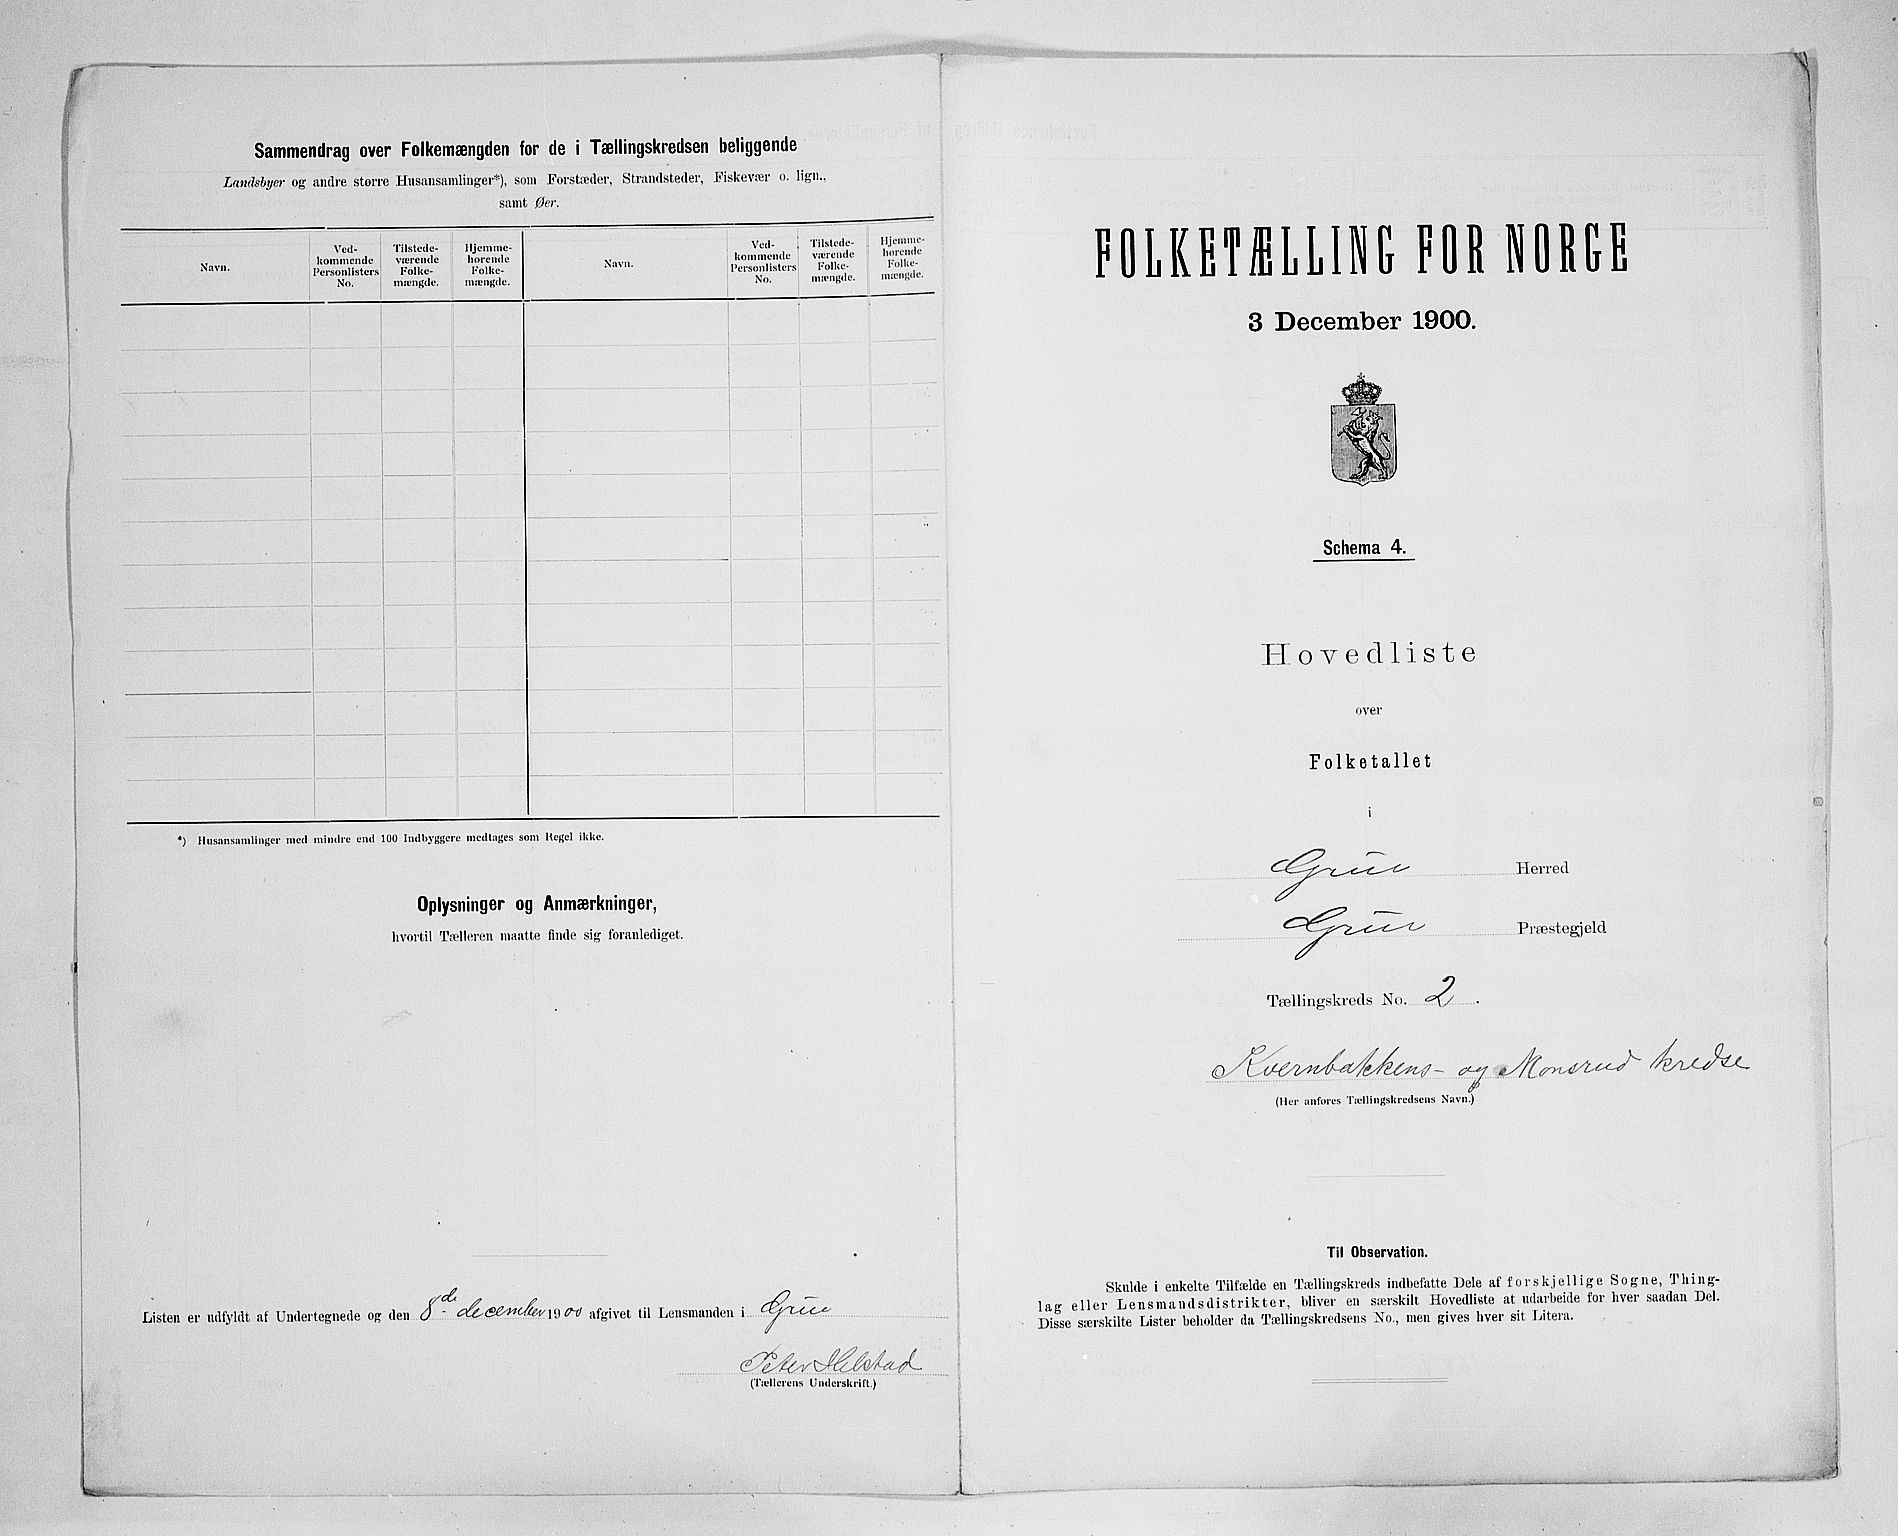 Sammendrag over Folkemængden for de i Tællingskredsen beliggende
Landsbyer og andre større Husansamlinger*), som Forstæder, Strandsteder, Fiskevær o. lign.,
samt Øer.
Navn.
Ved-
kommende
Personlisters
No.
Tilstede-
værende
Folke-
mængde.
Hjemme-
hørende
Folke-
mængde.
Navn.
Ved-
kommende
Personlisters
No.
Tilstede-
værende
Folke-
mængde.
Hjemme-
hørende
Folke-
mængde.
*) Husansamlinger med mindre end 100 Indbyggere medtages som Regel ikke.
Oplysninger og Anmærkninger,
hvortil Tælleren maatte finde sig foranlediget.
Listen er udfyldt af Undertegnede og den 8de december 1900 afgivet til Lensmanden i Grue
Peter Helstad
(Tællerens Underskrift.)
FOLKETÆLLING FOR NORGE
3 December 1900.
Schema 4.
Hovedliste
over
Folketallet
i
Grue Herred
Grue Præstegjeld
Tællingskreds No. 2.
Kvernbakkens- og Monsrud kredse
(Her anføres Tællingskredsens Navn.)
Til Observation.
Skulde i enkelte Tilfælde en Tællingskreds indbefatte Dele af forskjellige Sogne, Thing-
lag eller Lensmandsdistrikter, bliver en særskilt Hovedliste at udarbeide for hver saadan Del.
Disse særskilte Lister beholder da Tællingskredsens No., men gives hver sit Litera.